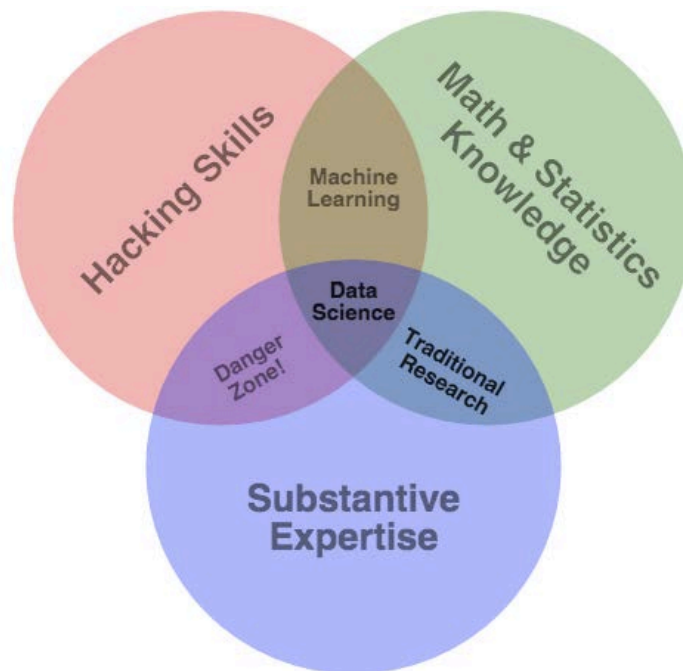 Hacking Skills
Math & Statistics
Knowledge
Machine
Learning
Data
Science
Danger
Zone!
Traditional
Research
Substantive
Expertise